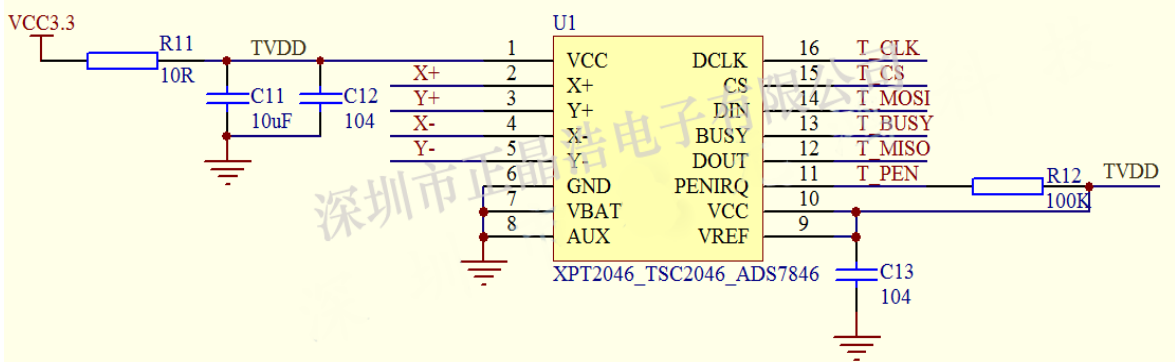 VCC3.3
R11
10R
TVDD
C11
10uF
C12
104
X+
Y+
X-
Y-
U1
1 VCC DCLK 16 T_CLK
2 X+ CS 15 T_CS
3 Y+ DIN 14 T_MOSI
4 X- BUSY 13 T_BUSY
5 Y- DOUT 12 T_MISO
6 GND PENIRQ 11 T_PEN
7 VBAT VCC 10
8 AUX VREF 9
XPT2046_TSC2046_ADS7846
R12
100K
TVDD
C13
104
深圳市正晶浩电子有限公司